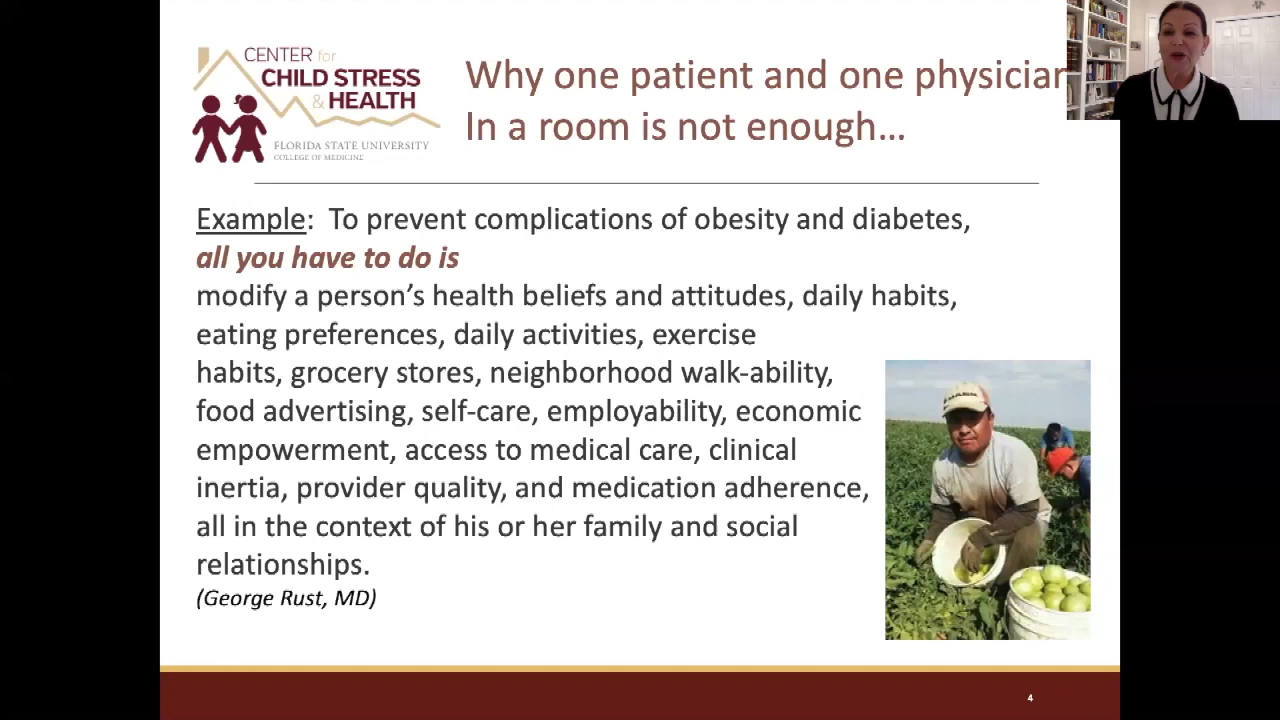 CENTER for
CHILD STRESS
& HEALTH
FLORIDA STATE UNIVERSITY
COLLEGE OF MEDICINE
Why one patient and one physician
In a room is not enough…
Example: To prevent complications of obesity and diabetes,
all you have to do is
modify a person’s health beliefs and attitudes, daily habits,
eating preferences, daily activities, exercise
habits, grocery stores, neighborhood walk-ability,
food advertising, self-care, employability, economic
empowerment, access to medical care, clinical
inertia, provider quality, and medication adherence,
all in the context of his or her family and social
relationships.
(George Rust, MD)
4